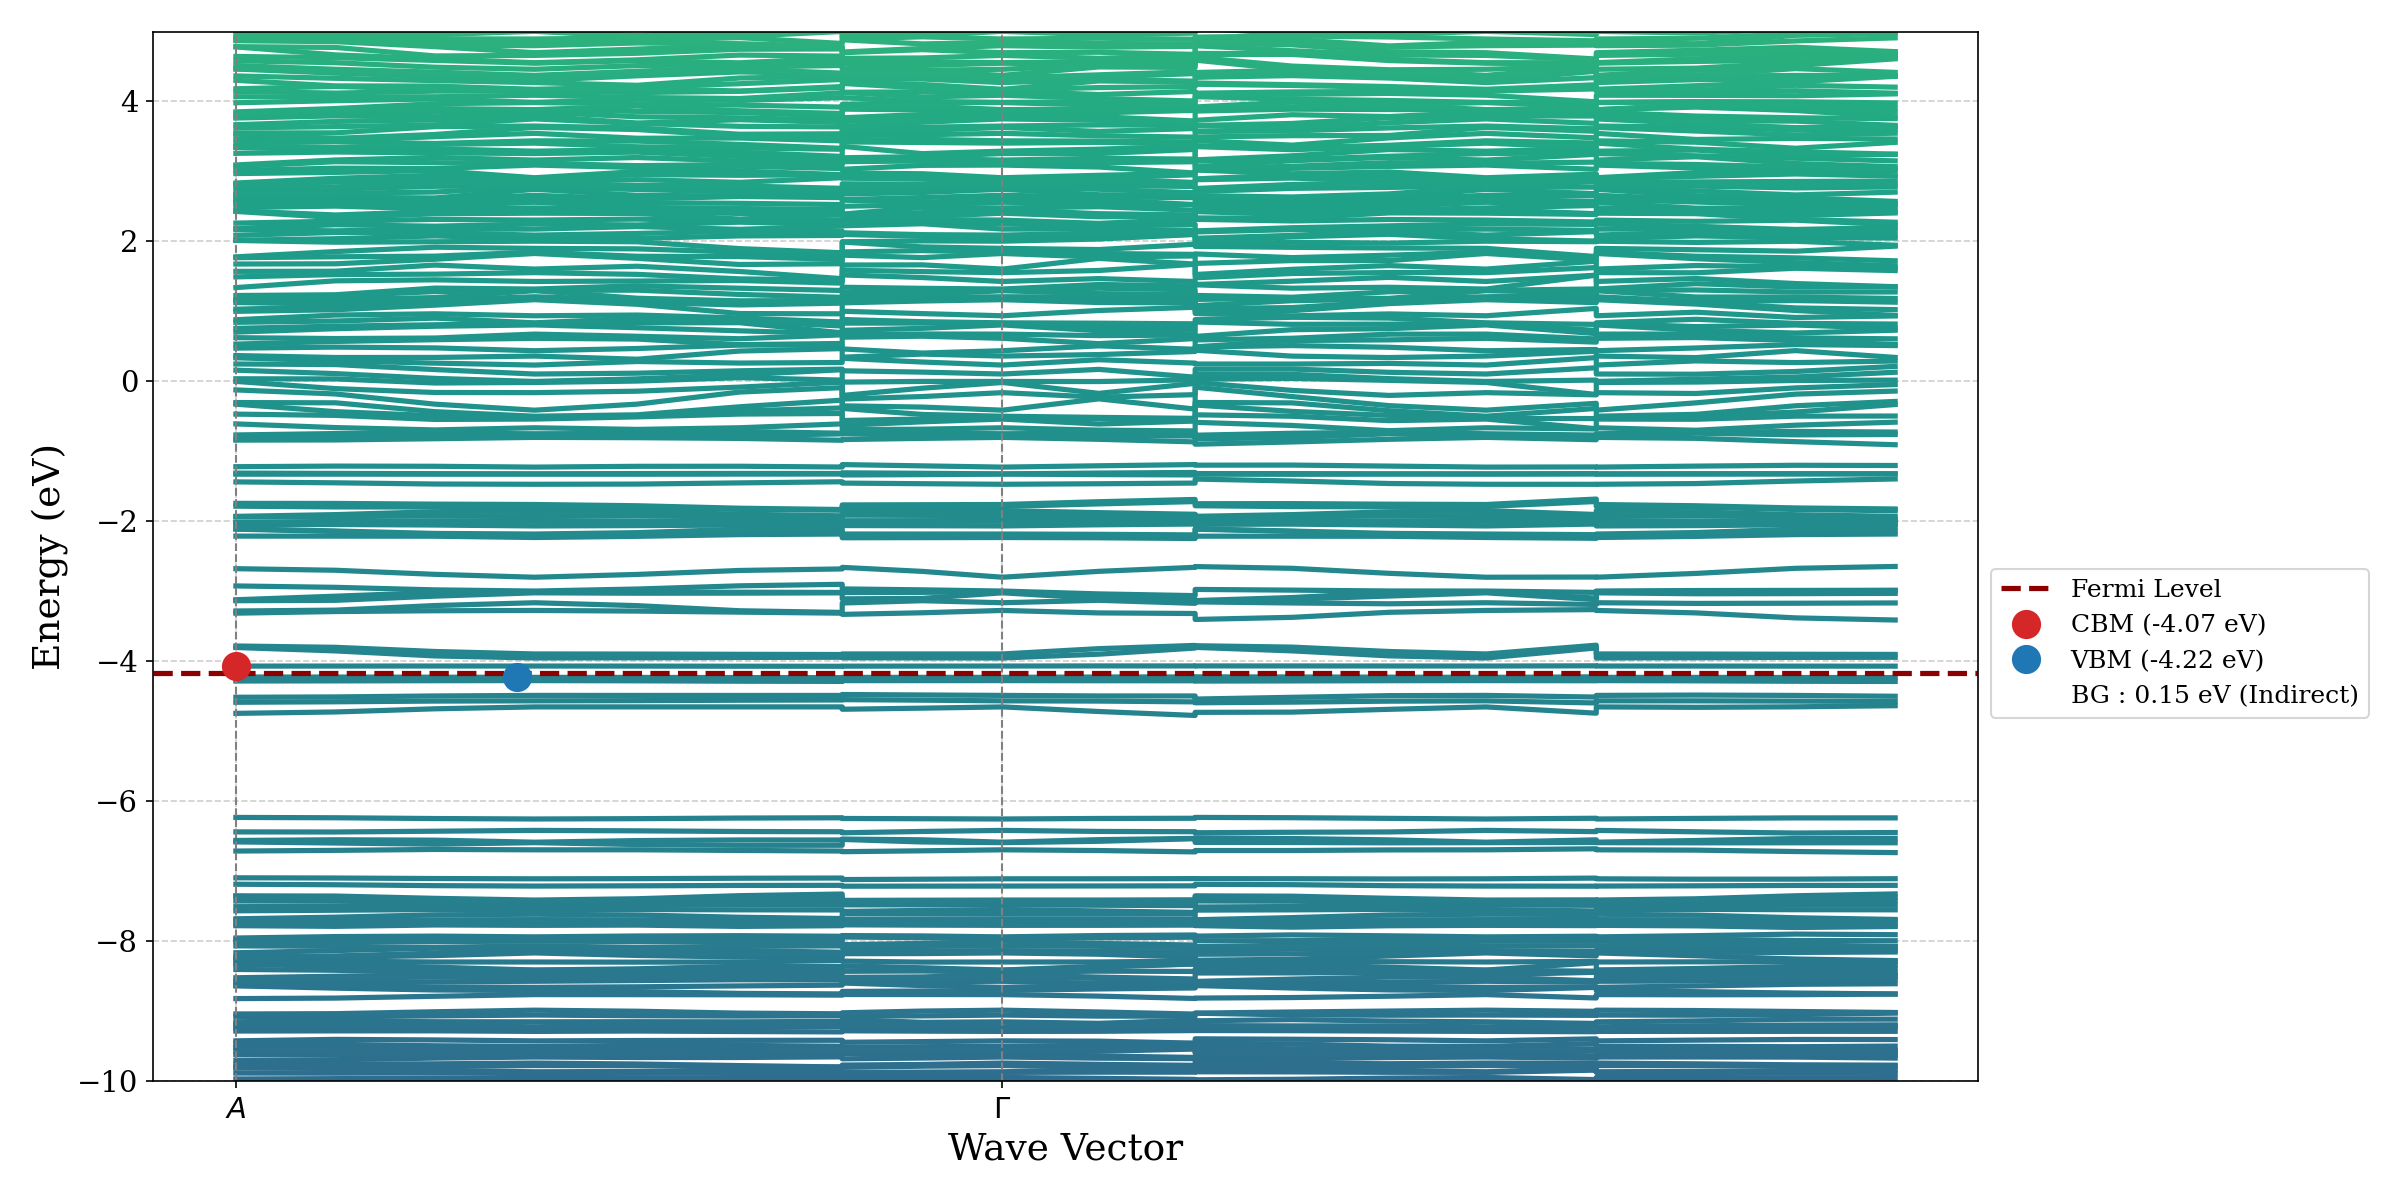 4
2
0
−2
−4
−6
−8
−10
Energy (eV)
A
Γ
Wave Vector
Fermi Level
CBM (-4.07 eV)
VBM (-4.22 eV)
BG : 0.15 eV (Indirect)